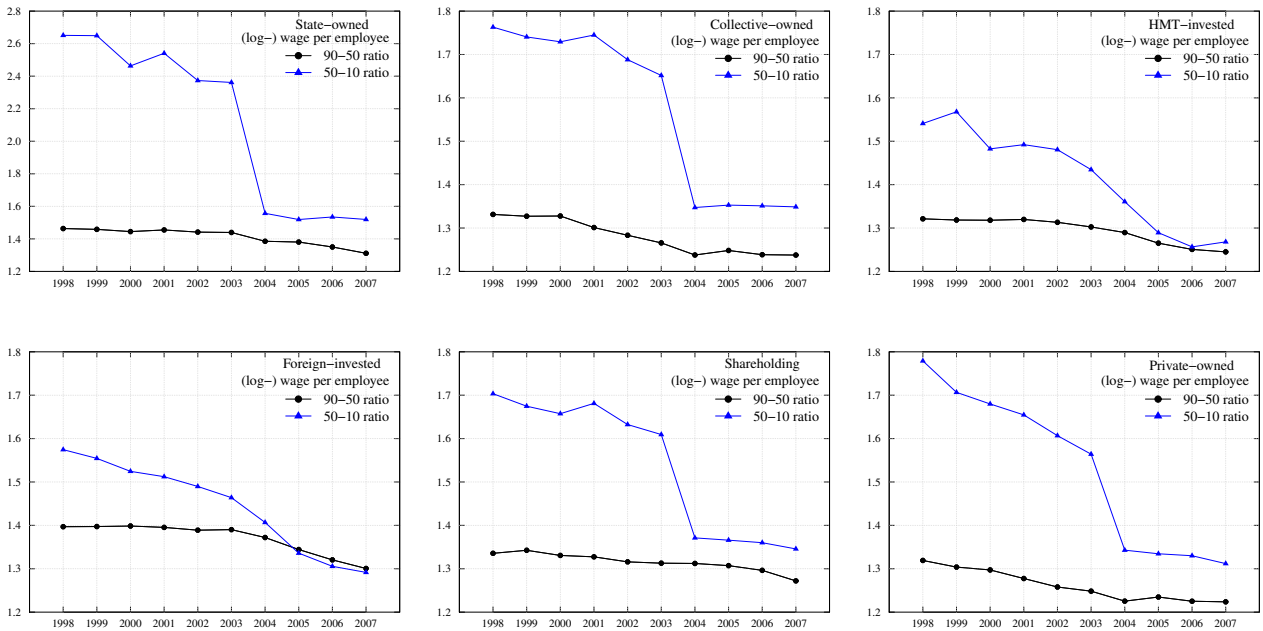 State−owned
(log−) wage per employee
90−50 ratio
50−10 ratio
2.8
2.6
2.4
2.2
2.0
1.8
1.6
1.4
1.2
1998 1999 2000 2001 2002 2003 2004 2005 2006 2007
Collective−owned
(log−) wage per employee
90−50 ratio
50−10 ratio
1.8
1.7
1.6
1.5
1.4
1.3
1.2
1998 1999 2000 2001 2002 2003 2004 2005 2006 2007
HMT−invested
(log−) wage per employee
90−50 ratio
50−10 ratio
1.8
1.7
1.6
1.5
1.4
1.3
1.2
1998 1999 2000 2001 2002 2003 2004 2005 2006 2007
Foreign−invested
(log−) wage per employee
90−50 ratio
50−10 ratio
1.8
1.7
1.6
1.5
1.4
1.3
1.2
1998 1999 2000 2001 2002 2003 2004 2005 2006 2007
Shareholding
(log−) wage per employee
90−50 ratio
50−10 ratio
1.8
1.7
1.6
1.5
1.4
1.3
1.2
1998 1999 2000 2001 2002 2003 2004 2005 2006 2007
Private−owned
(log−) wage per employee
90−50 ratio
50−10 ratio
1.8
1.7
1.6
1.5
1.4
1.3
1.2
1998 1999 2000 2001 2002 2003 2004 2005 2006 2007